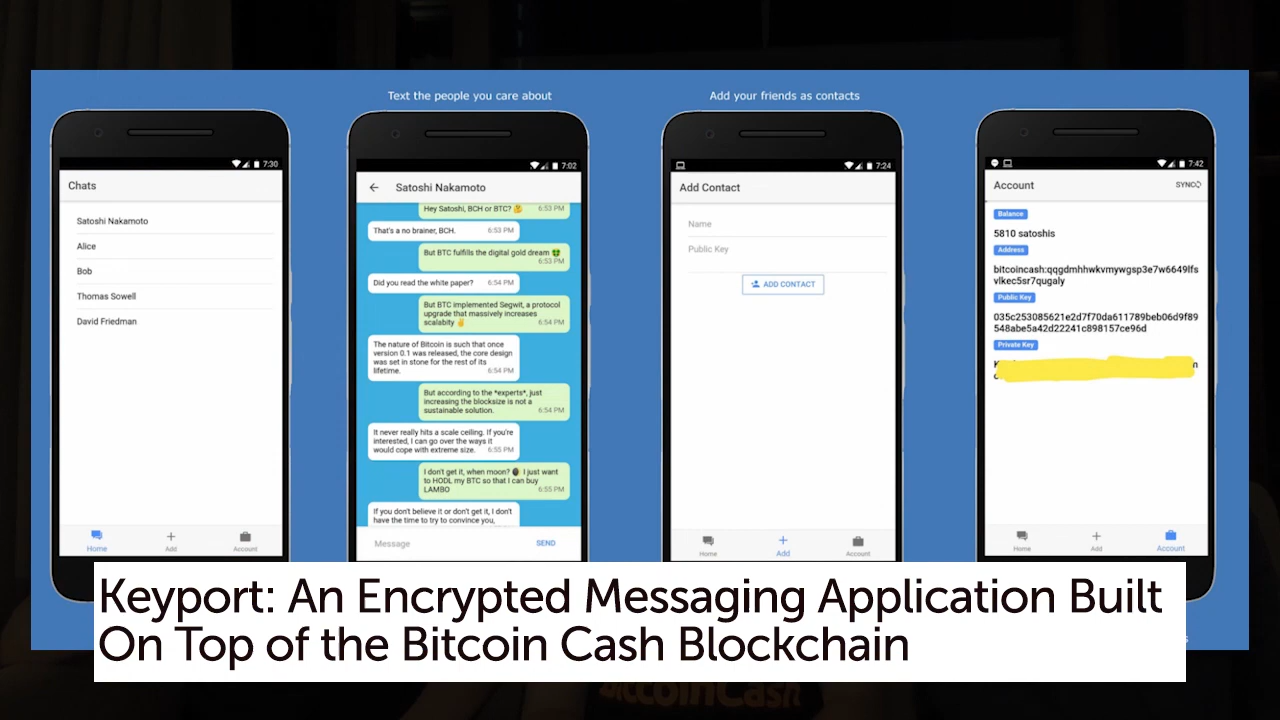 Text the people you care about
Add your friends as contacts
7:30
Chats
Satoshi Nakamoto
Alice
Bob
Thomas Sowell
David Friedman
Home
Add
Account
7:02
Satoshi Nakamoto
Hey Satoshi, BCH or BTC? 🤔
6:53 PM
That's a no brainer, BCH.
6:53 PM
But BTC fulfills the digital gold dream 🤑
6:53 PM
Did you read the white paper?
6:54 PM
But BTC implemented Segwit, a protocol
upgrade that massively increases
scalabity ✌
6:54 PM
The nature of Bitcoin is such that once
version 0.1 was released, the core design
was set in stone for the rest of its
lifetime.
6:54 PM
But according to the *experts*, just
increasing the blocksize is not a
sustainable solution.
6:54 PM
It never really hits a scale ceiling. If you're
interested, I can go over the ways it
would cope with extreme size.
6:55 PM
I don't get it, when moon? 🌚 I just want
to HODL my BTC so that I can buy
LAMBO
6:55 PM
If you don't believe it or don't get it, I don't
have the time to try to convince you,
Message
SEND
7:24
Add Contact
Name
Public Key
ADD CONTACT
Home
Add
Account
7:42
Account
SYNC
Balance
5810 satoshis
Address
bitcoincash:qqgdmhhwkvmywgsp3e7w6649lfs
vlkec5sr7qugaly
Public Key
035c253085621e2d7f70da611789beb06d9f89
548abe5a42d22241c898157ce96d
Private Key
Home
Add
Account
Keyport: An Encrypted Messaging Application Built
On Top of the Bitcoin Cash Blockchain
BitcoinCash